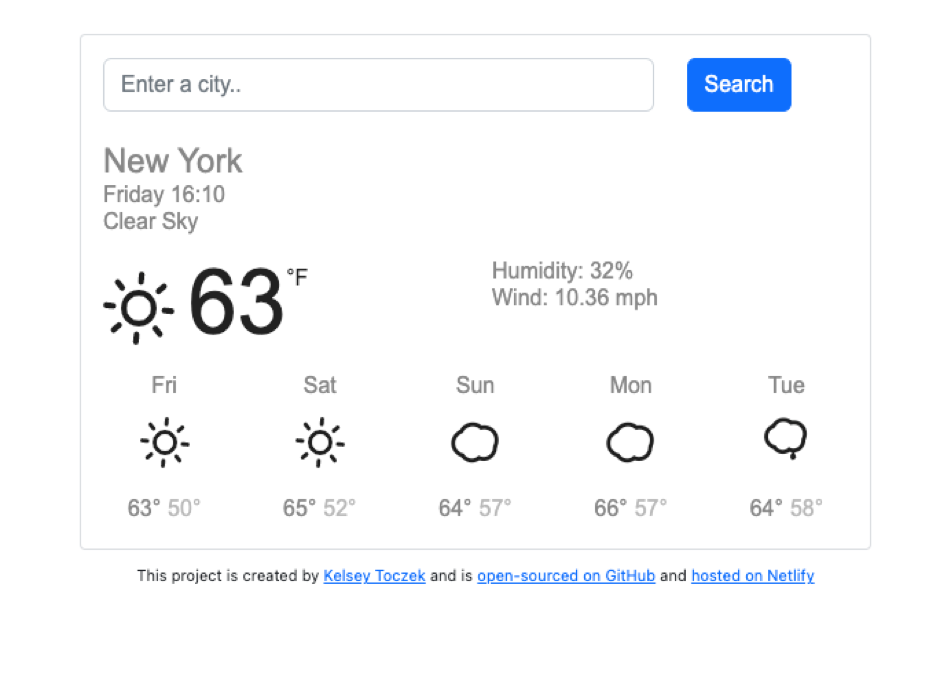 Enter a city..
Search
New York
Friday 16:10
Clear Sky
63 °F
Humidity: 32%
Wind: 10.36 mph
Fri Sat Sun Mon Tue
63° 50° 65° 52° 64° 57° 66° 57° 64° 58°
This project is created by Kelsey Toczek and is open-sourced on GitHub and hosted on Netlify